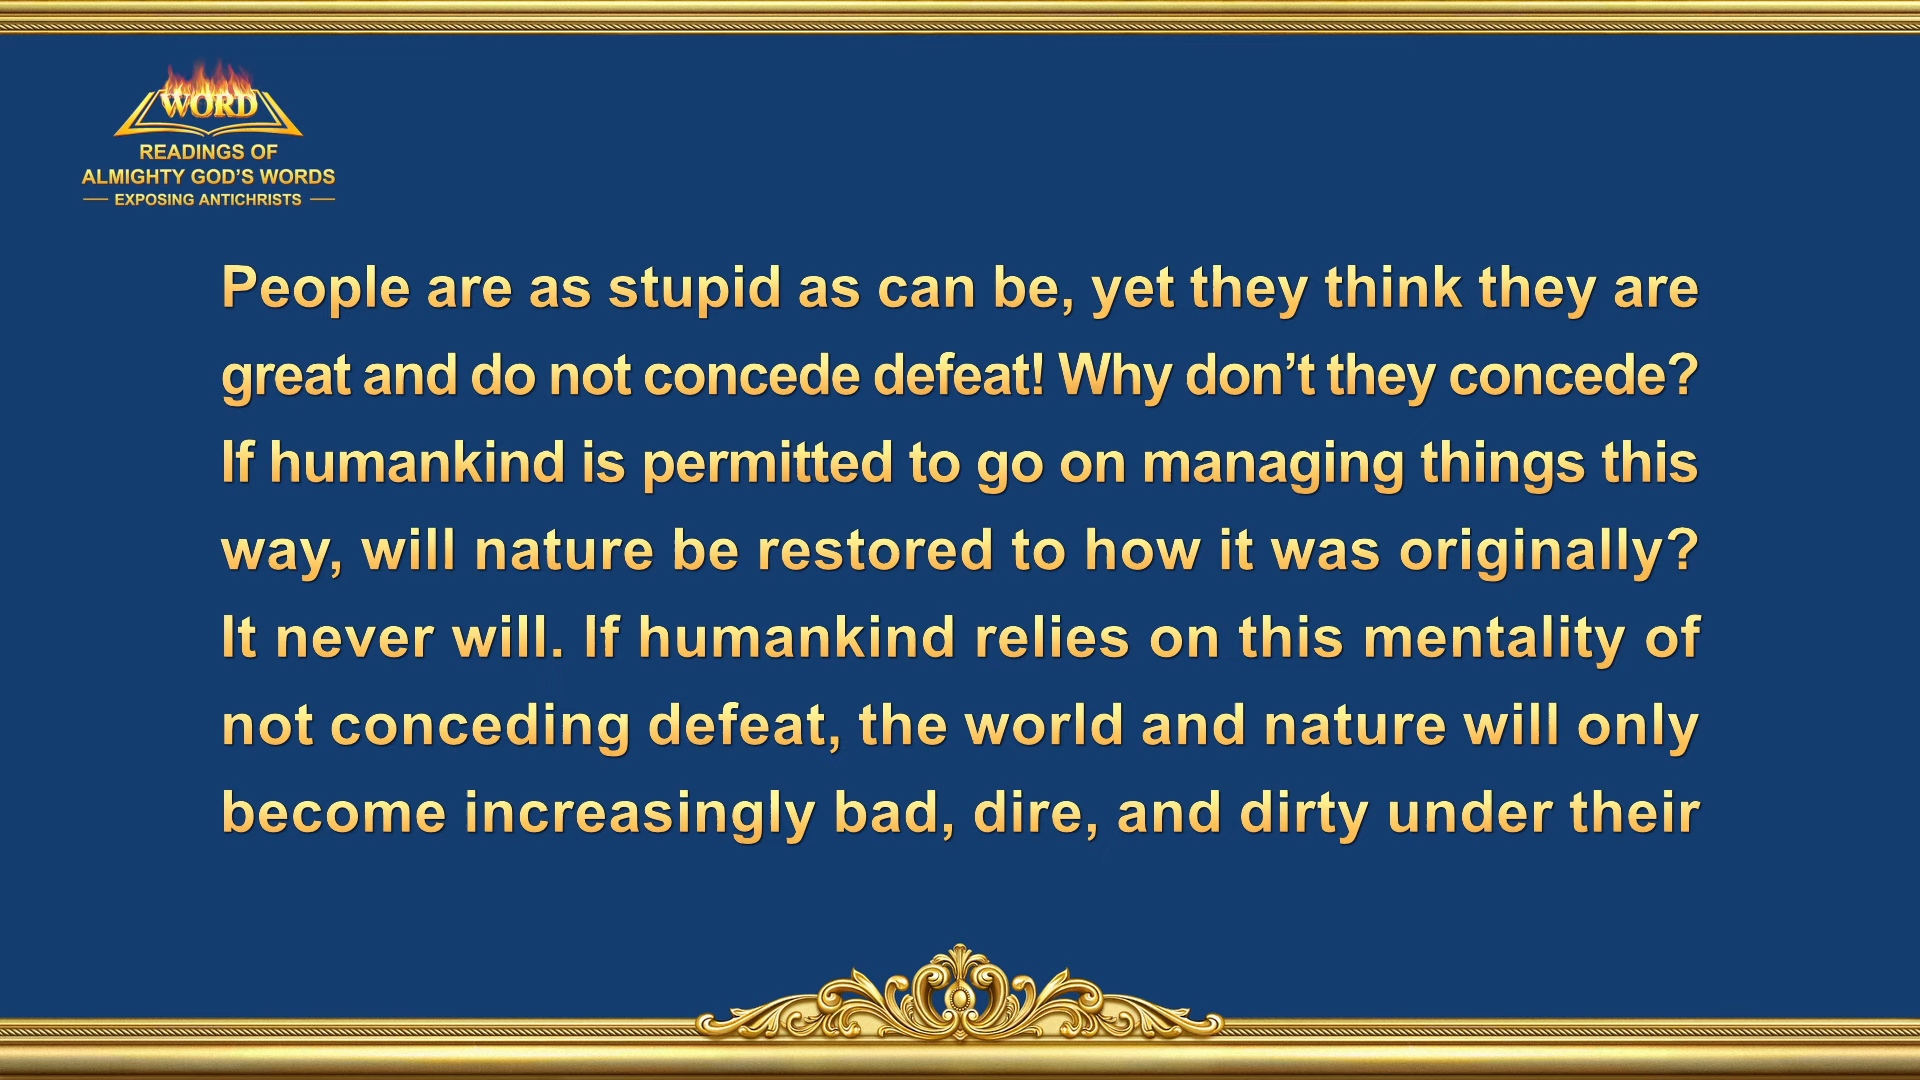 WORD
READINGS OF
ALMIGHTY GOD'S WORDS
EXPOSING ANTICHRISTS
People are as stupid as can be, yet they think they are
great and do not concede defeat! Why don't they concede?
If humankind is permitted to go on managing things this
way, will nature be restored to how it was originally?
It never will. If humankind relies on this mentality of
not conceding defeat, the world and nature will only
become increasingly bad, dire, and dirty under their